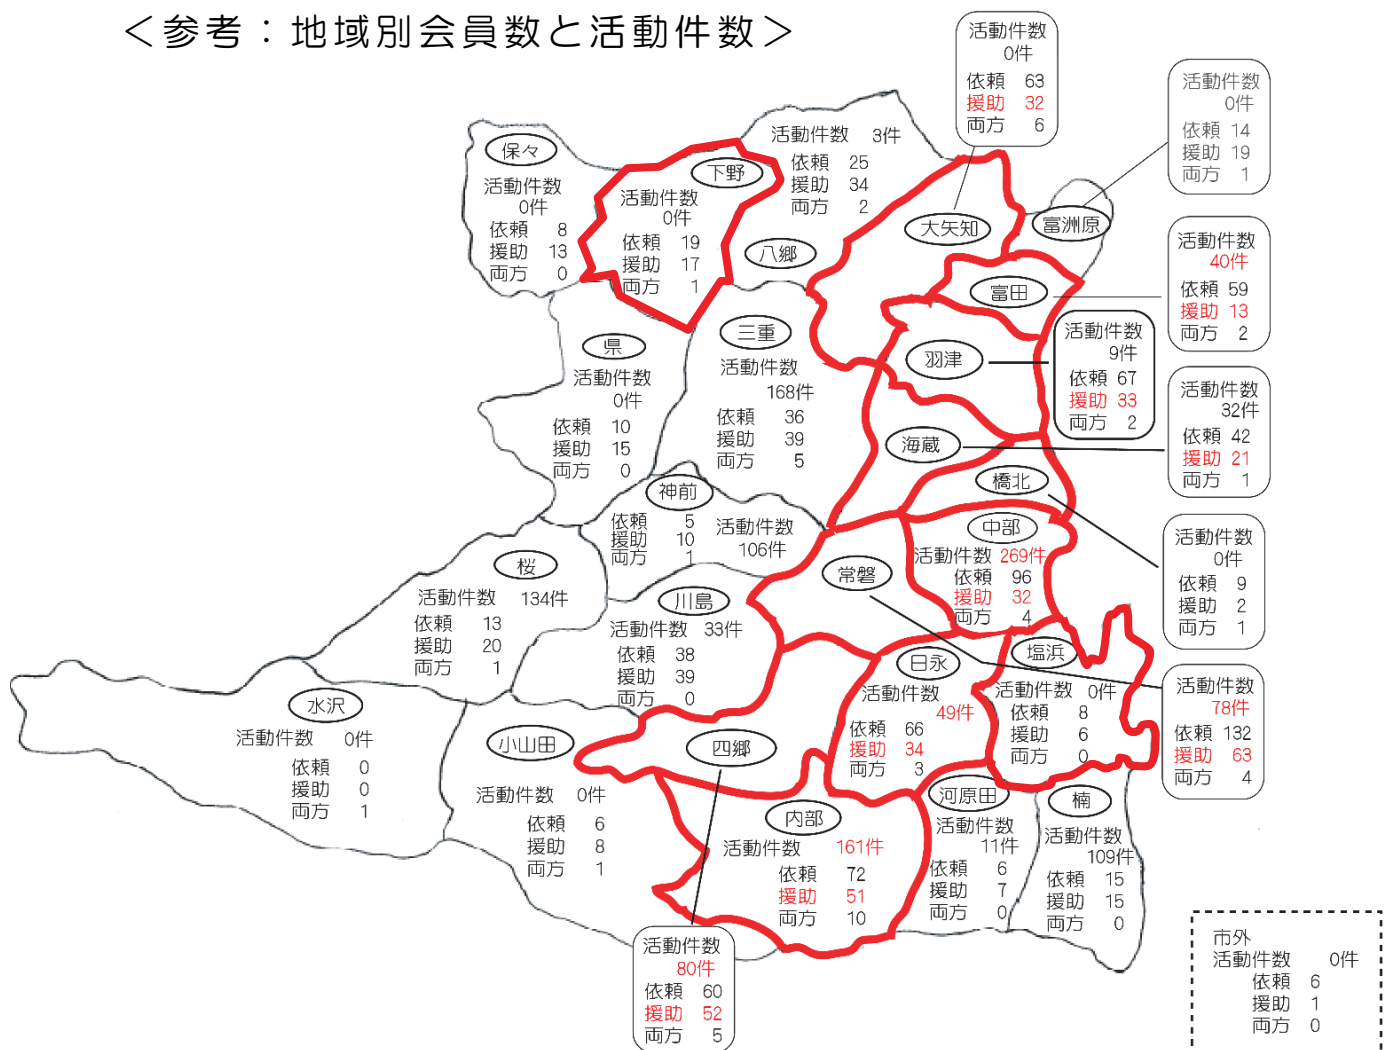 ＜参考：地域別会員数と活動件数＞
活動件数
0件
依頼 63
援助 32
両方 6
活動件数
0件
依頼 14
援助 19
両方 1
保々
活動件数
0件
依頼 8
援助 13
両方 0
下野
活動件数
0件
依頼 19
援助 17
両方 1
活動件数 3件
依頼 25
援助 34
両方 2
八郷
大矢知
富洲原
富田
活動件数
40件
依頼 59
援助 13
両方 2
羽津
活動件数
9件
依頼 67
援助 33
両方 2
県
活動件数
0件
依頼 10
援助 15
両方 0
三重
活動件数
168件
依頼 36
援助 39
両方 5
海蔵
活動件数
32件
依頼 42
援助 21
両方 1
橋北
活動件数
0件
依頼 9
援助 2
両方 1
神前
依頼 5
援助 10
両方 1
活動件数
106件
中部
活動件数 269件
依頼 96
援助 32
両方 4
常磐
活動件数
78件
依頼 132
援助 63
両方 4
桜
活動件数 134件
依頼 13
援助 20
両方 1
川島
活動件数 33件
依頼 38
援助 39
両方 0
日永
活動件数
49件
依頼 66
援助 34
両方 3
塩浜
活動件数 0件
依頼 8
援助 6
両方 0
水沢
活動件数 0件
依頼 0
援助 0
両方 1
小山田
活動件数 0件
依頼 6
援助 8
両方 1
四郷
活動件数
80件
依頼 60
援助 52
両方 5
内部
活動件数 161件
依頼 72
援助 51
両方 10
河原田
活動件数
11件
依頼 6
援助 7
両方 0
楠
活動件数
109件
依頼 15
援助 15
両方 0
市外
活動件数 0件
依頼 6
援助 1
両方 0